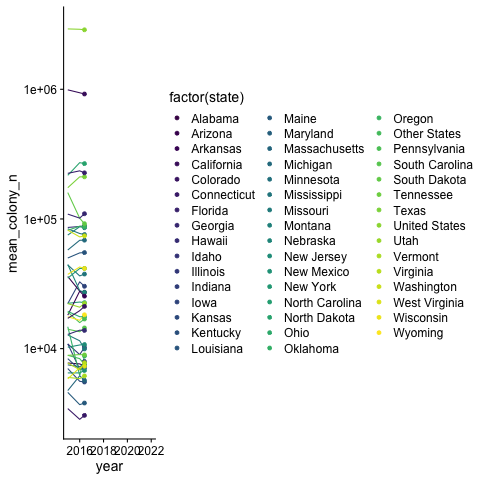 factor(state)
Alabama
Arizona
Arkansas
California
Colorado
Connecticut
Florida
Georgia
Hawaii
Idaho
Illinois
Indiana
Iowa
Kansas
Kentucky
Louisiana
Maine
Maryland
Massachusetts
Michigan
Minnesota
Mississippi
Missouri
Montana
Nebraska
New Jersey
New Mexico
New York
North Carolina
North Dakota
Ohio
Oklahoma
Oregon
Other States
Pennsylvania
South Carolina
South Dakota
Tennessee
Texas
United States
Utah
Vermont
Virginia
Washington
West Virginia
Wisconsin
Wyoming
mean_colony_n
1e+06
1e+05
1e+04
2016 2018 2020 2022
year